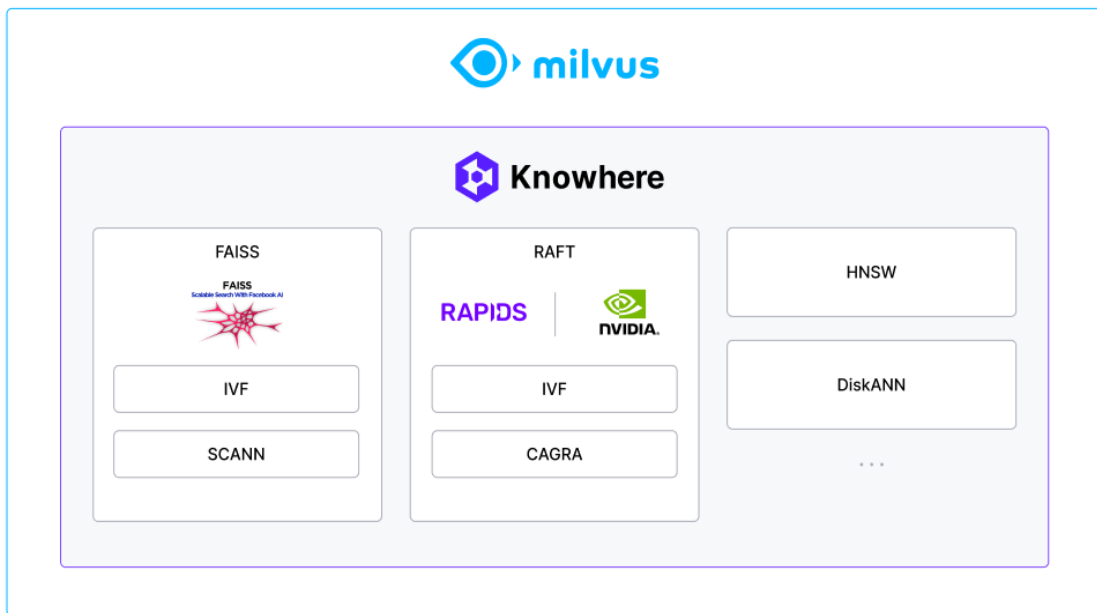 milvus
Knowhere
FAISS
FAISS
Scalable Search With Facebook AI
IVF
SCANN
RAFT
RAPIDS
NVIDIA.
IVF
CAGRA
HNSW
DiskANN
...